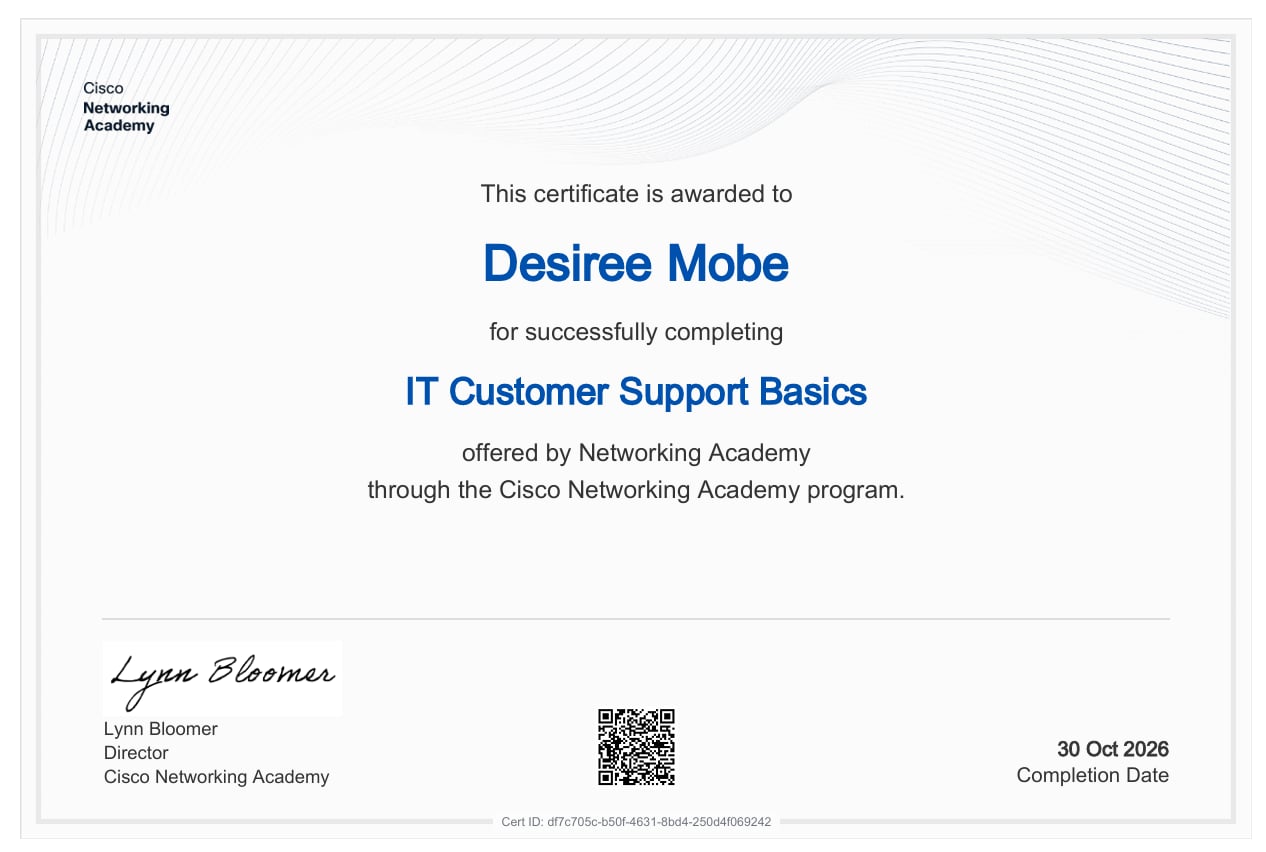 Cisco
Networking
Academy
This certificate is awarded to
Desiree Mobe
for successfully completing
IT Customer Support Basics
offered by Networking Academy
through the Cisco Networking Academy program.
Lynn Bloomer
Lynn Bloomer
Director
Cisco Networking Academy
30 Oct 2026
Completion Date
Cert ID: df7c705c-b50f-4631-8bd4-250d4f069242